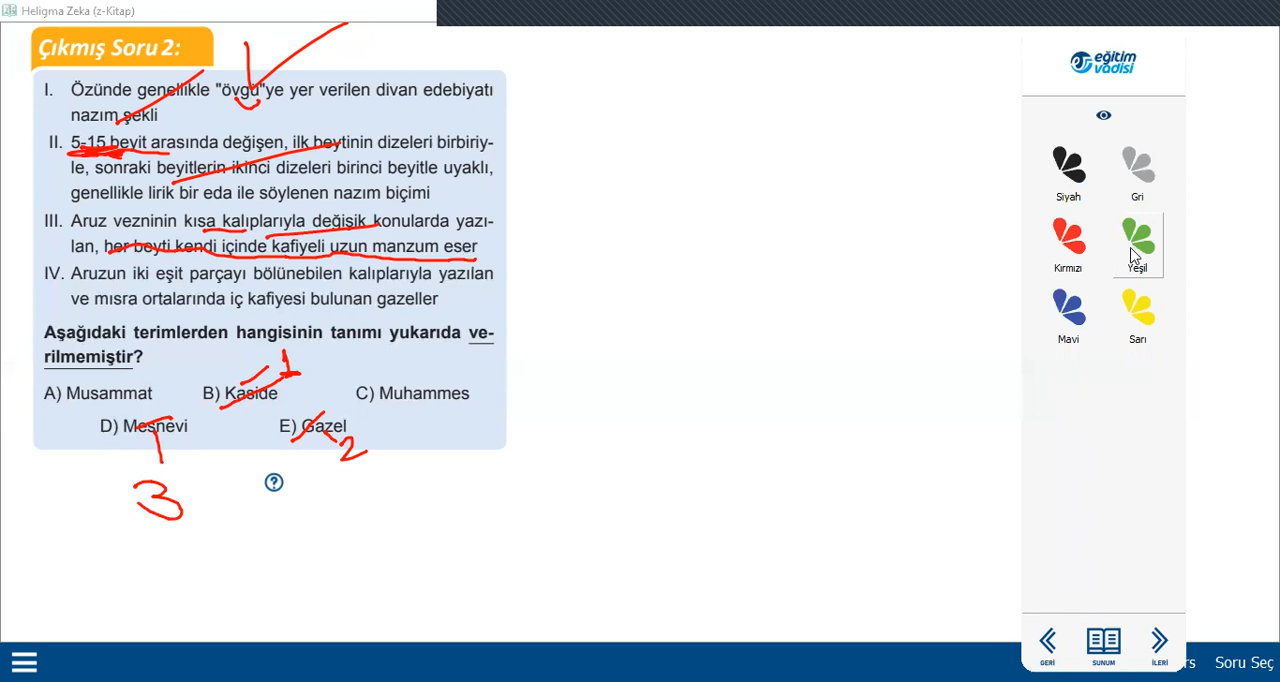 Heligma Zeka (z-Kitap)
Çıkmış Soru 2:
I. Özünde genellikle "övgü"ye yer verilen divan edebiyatı
nazım şekli
II. 5-15 beyit arasında değişen, ilk beytinin dizeleri birbiriy-
le, sonraki beyitlerin ikinci dizeleri birinci beyitle uyaklı,
genellikle lirik bir eda ile söylenen nazım biçimi
III. Aruz vezninin kısa kalıplarıyla değişik konularda yazı-
lan, her beyti kendi içinde kafiyeli uzun manzum eser
IV. Aruzun iki eşit parçayı bölünebilen kalıplarıyla yazılan
ve mısra ortalarında iç kafiyesi bulunan gazeller
Aşağıdaki terimlerden hangisinin tanımı yukarıda ve-
rilmemiştir?
1
A) Musammat B) Kaside C) Muhammes
D) Mesnevi E) Gazel
2
3
?
eğitim
vadisi
Siyah Gri
Kırmızı Yeşil
Mavi Sarı
GERİ SUNUM İLERİ
rs Soru Seç